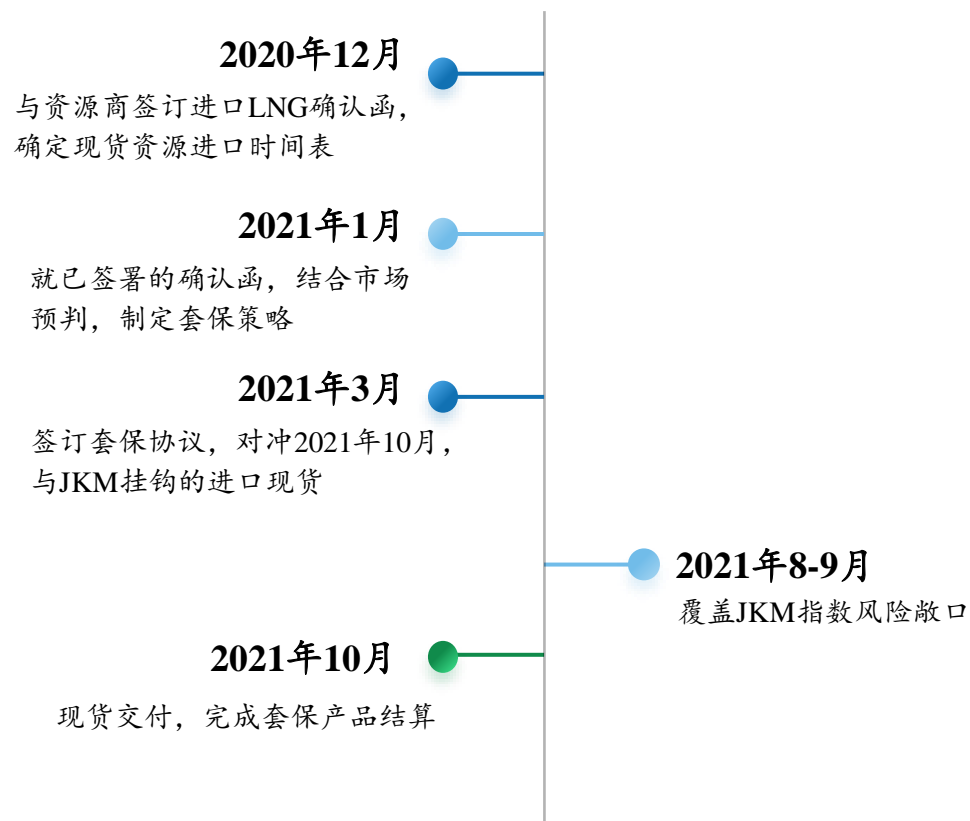 2020年12月
与资源商签订进口LNG确认函，
确定现货资源进口时间表
2021年1月
就已签署的确认函，结合市场
预判，制定套保策略
2021年3月
签订套保协议，对冲2021年10月，
与JKM挂钩的进口现货
2021年8-9月
覆盖JKM指数风险敞口
2021年10月
现货交付，完成套保产品结算